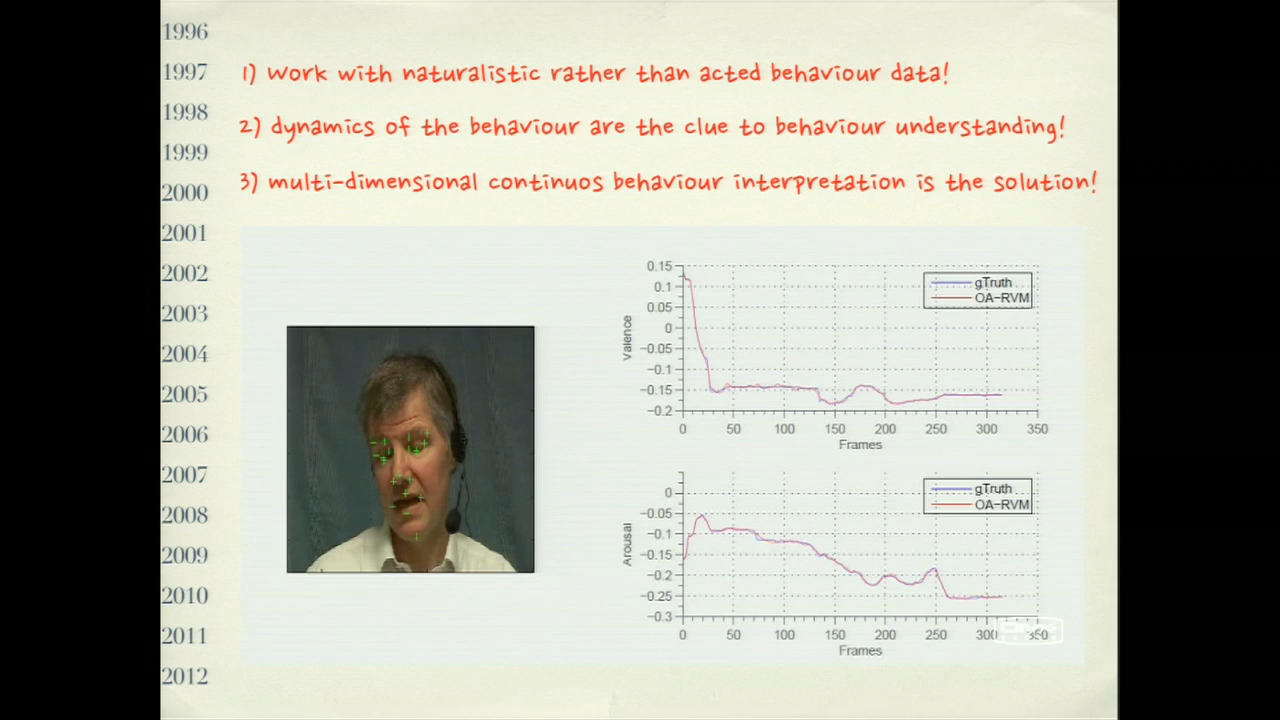 1996
1997
1998
1999
2000
2001
2002
2003
2004
2005
2006
2007
2008
2009
2010
2011
2012
1) work with naturalistic rather than acted behaviour data!
2) dynamics of the behaviour are the clue to behaviour understanding!
3) multi-dimensional continuos behaviour interpretation is the solution!
0.15
0.1
0.05
0
−0.05
−0.1
−0.15
−0.2
Valence
gTruth
OA−RVM
0 50 100 150 200 250 300 350
Frames
0
−0.05
−0.1
−0.15
−0.2
−0.25
−0.3
Arousal
gTruth
OA−RVM
0 50 100 150 200 250 300 350
Frames